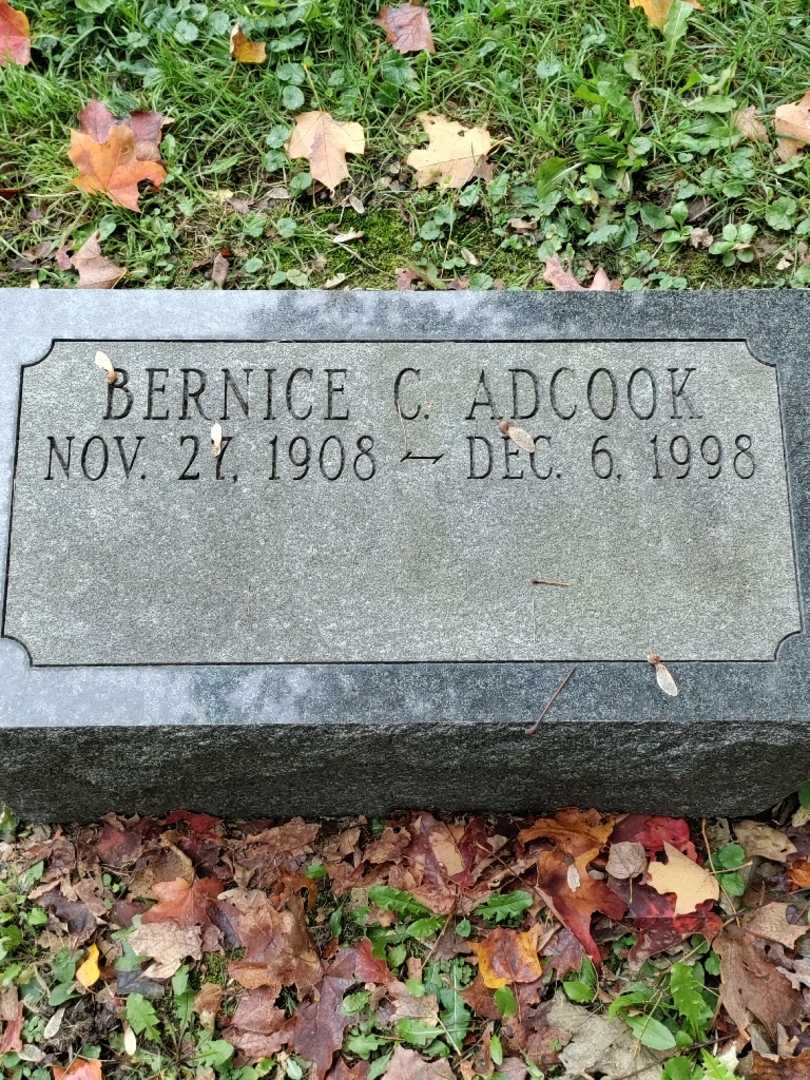 BERNICE C. ADCOOK
NOV. 27, 1908 – DEC. 6, 1998